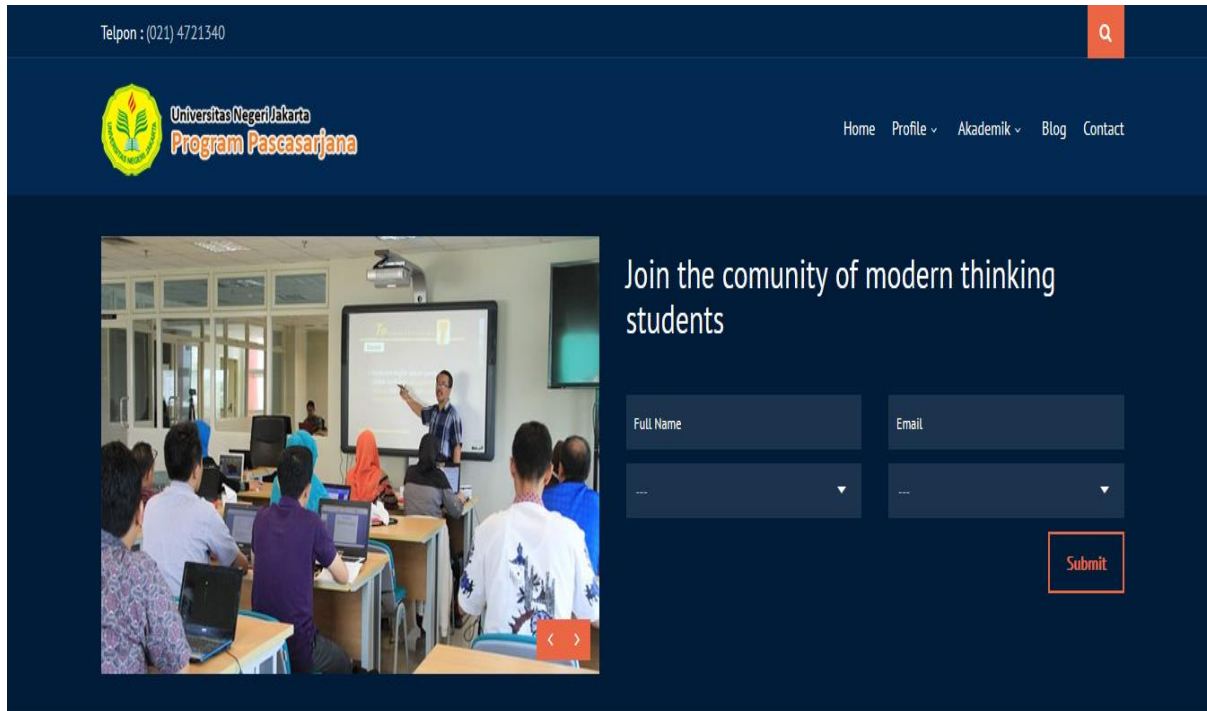 Telpon : (021) 4721340
Universitas Negeri Jakarta
Program Pascasarjana
Home Profile Akademik Blog Contact
Join the comunity of modern thinking
students
Full Name Email
--- ---
Submit